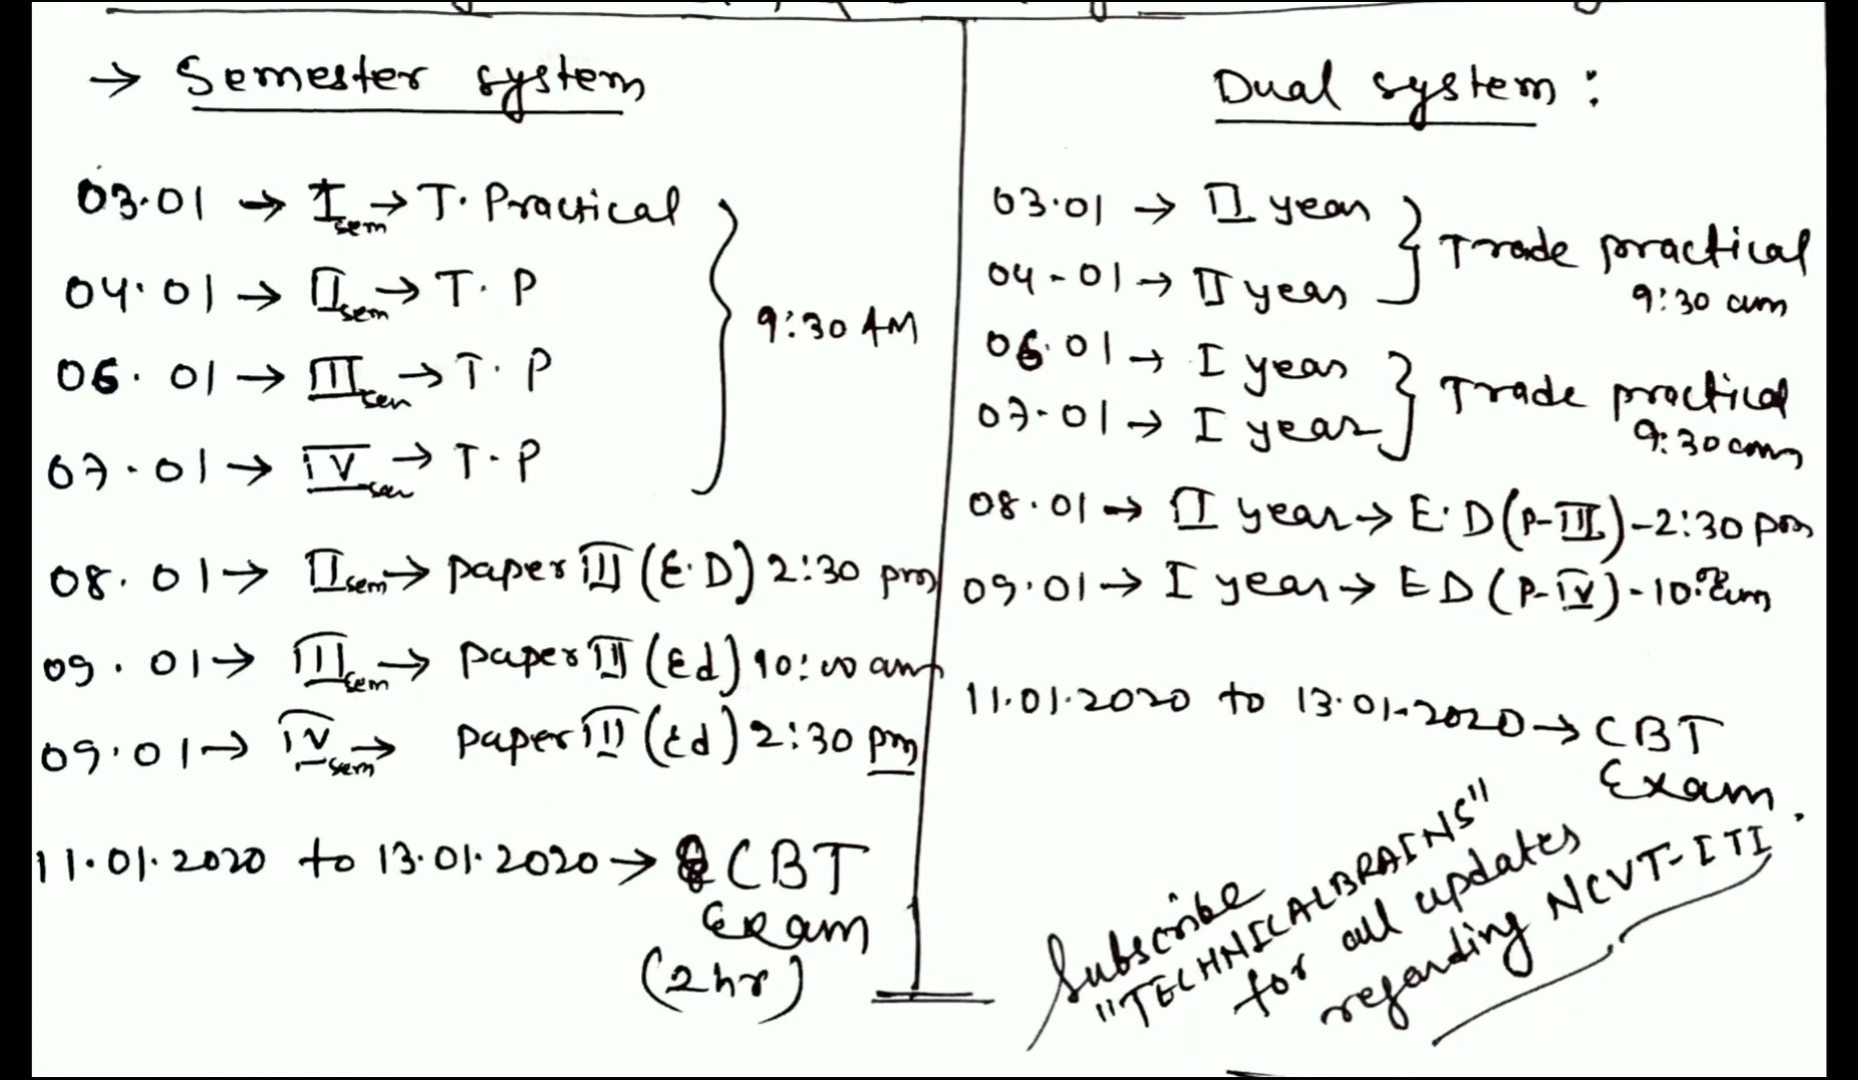 → Semester system
03.01 → I sem → T. Practical
04.01 → II sem → T. P
06.01 → III sem → T. P
07.01 → IV sem → T. P
9:30 AM
08.01 → II sem → paper III (E.D) 2:30 pm
09.01 → III sem → paper II (Ed) 10:00 am
09.01 → IV sem → paper III (Ed) 2:30 pm
11.01.2020 to 13.01.2020 → CBT
Exam
(2hr)
Dual system :
03.01 → II year
04-01 → II year
Trade practical
9:30 am
06.01 → I year
07.01 → I year
Trade practical
9:30 am
08.01 → II year → E.D (P-III) - 2:30 pm
09.01 → I year → ED (P-IV) - 10:00 am
11.01.2020 to 13.01.2020 → CBT
Exam.
Subscribe
"TECHNICALBRAINS"
for all updates
regarding NCVT-ITI